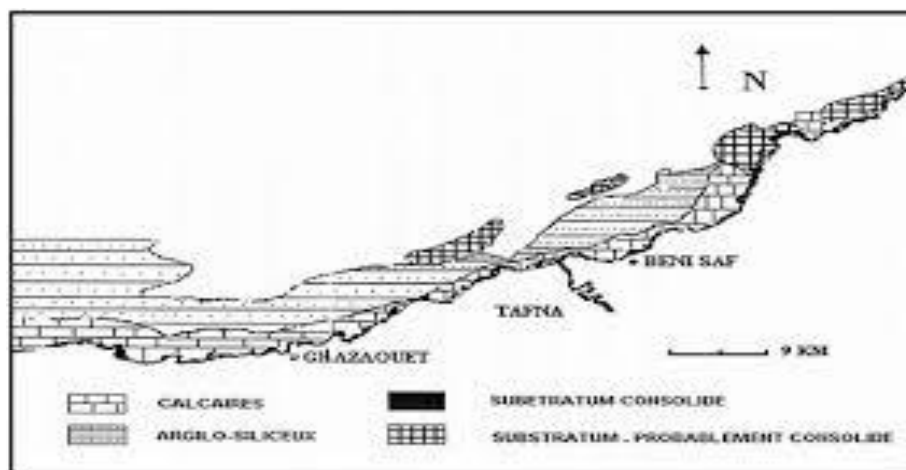 N
BENI SAF
TAFNA
GHAZAOUET
9 KM
CALCAIRES
SUBSTRATUM CONSOLIDE
ARGILO-SILICEUX
SUBSTRATUM - PROBABLEMENT CONSOLIDE